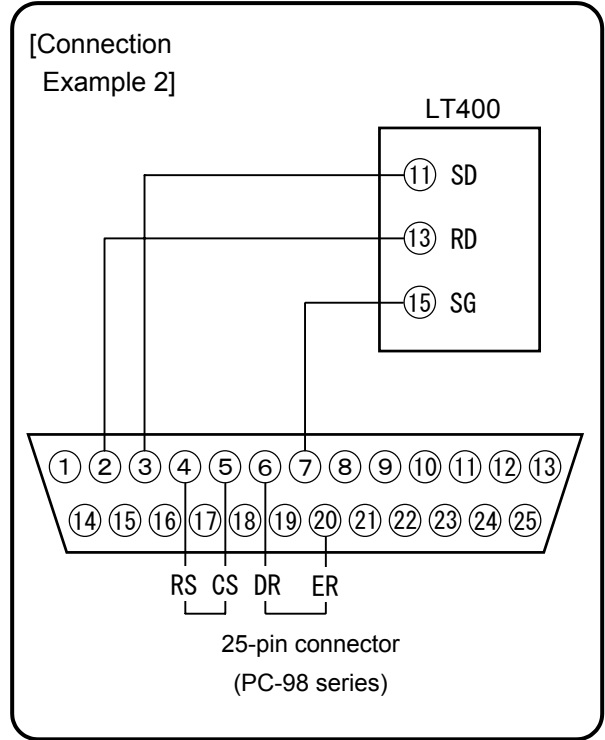 [Connection
Example 2]
LT400
⑪ SD
⑬ RD
⑮ SG
① ② ③ ④ ⑤ ⑥ ⑦ ⑧ ⑨ ⑩ ⑪ ⑫ ⑬
⑭ ⑮ ⑯ ⑰ ⑱ ⑲ ⑳ ㉑ ㉒ ㉓ ㉔ ㉕
RS CS DR ER
25-pin connector
(PC-98 series)